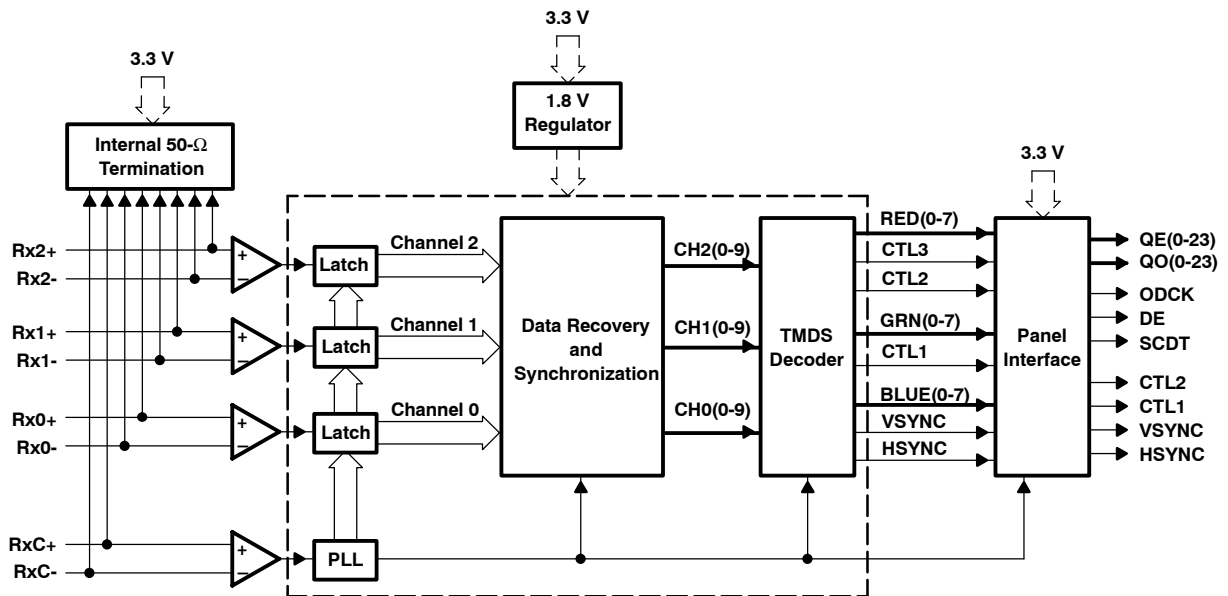 3.3 V
3.3 V
1.8 V
Regulator
Internal 50-Ω
Termination
3.3 V
Rx2+
Rx2-
Rx1+
Rx1-
Rx0+
Rx0-
RxC+
RxC-
+
−
+
−
+
−
+
−
Latch
Latch
Latch
PLL
Channel 2
Channel 1
Channel 0
Data Recovery
and
Synchronization
CH2(0-9)
CH1(0-9)
CH0(0-9)
TMDS
Decoder
RED(0-7)
CTL3
CTL2
GRN(0-7)
CTL1
BLUE(0-7)
VSYNC
HSYNC
Panel
Interface
QE(0-23)
QO(0-23)
ODCK
DE
SCDT
CTL2
CTL1
VSYNC
HSYNC